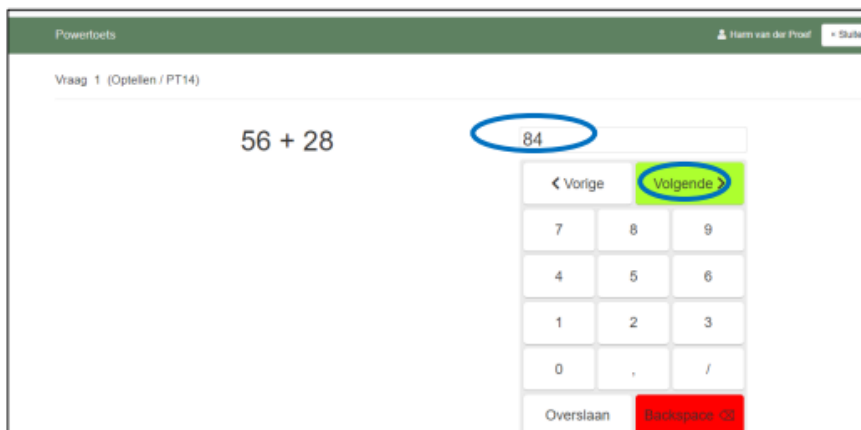 Powertoets
Harm van der Proef
× Sluite
Vraag 1 (Optellen / PT14)
56 + 28
84
Vorige
Volgende
7 8 9
4 5 6
1 2 3
0 , /
Overslaan
Backspace